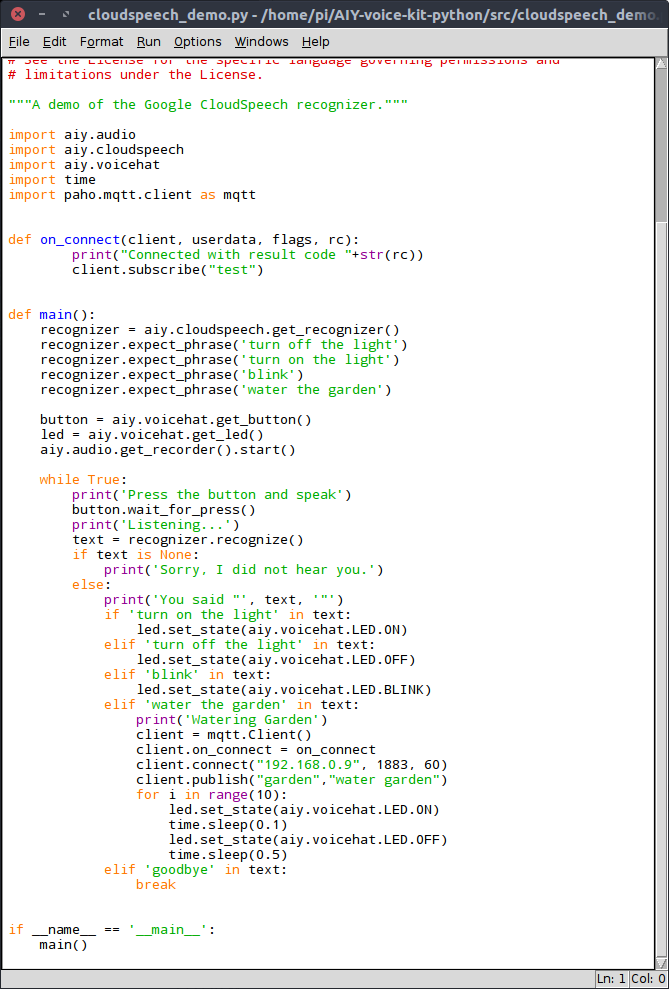 cloudspeech_demo.py - /home/pi/AIY-voice-kit-python/src/cloudspeech_demo.
File Edit Format Run Options Windows Help
# See the License for the specific language governing permissions and
# limitations under the License.

"""A demo of the Google CloudSpeech recognizer."""

import aiy.audio
import aiy.cloudspeech
import aiy.voicehat
import time
import paho.mqtt.client as mqtt


def on_connect(client, userdata, flags, rc):
        print("Connected with result code "+str(rc))
        client.subscribe("test")


def main():
    recognizer = aiy.cloudspeech.get_recognizer()
    recognizer.expect_phrase('turn off the light')
    recognizer.expect_phrase('turn on the light')
    recognizer.expect_phrase('blink')
    recognizer.expect_phrase('water the garden')

    button = aiy.voicehat.get_button()
    led = aiy.voicehat.get_led()
    aiy.audio.get_recorder().start()

    while True:
        print('Press the button and speak')
        button.wait_for_press()
        print('Listening...')
        text = recognizer.recognize()
        if text is None:
            print('Sorry, I did not hear you.')
        else:
            print('You said "', text, '"')
            if 'turn on the light' in text:
                led.set_state(aiy.voicehat.LED.ON)
            elif 'turn off the light' in text:
                led.set_state(aiy.voicehat.LED.OFF)
            elif 'blink' in text:
                led.set_state(aiy.voicehat.LED.BLINK)
            elif 'water the garden' in text:
                print('Watering Garden')
                client = mqtt.Client()
                client.on_connect = on_connect
                client.connect("192.168.0.9", 1883, 60)
                client.publish("garden","water garden")
                for i in range(10):
                    led.set_state(aiy.voicehat.LED.ON)
                    time.sleep(0.1)
                    led.set_state(aiy.voicehat.LED.OFF)
                    time.sleep(0.5)
            elif 'goodbye' in text:
                break


if __name__ == '__main__':
    main()
Ln: 1 Col: 0